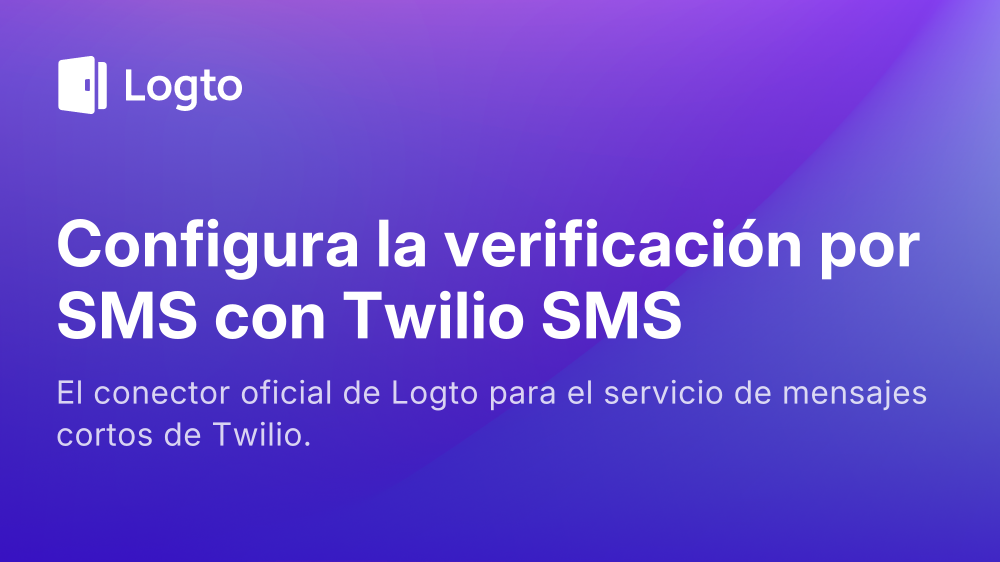 Logto
Configura la verificación por
SMS con Twilio SMS
El conector oficial de Logto para el servicio de mensajes
cortos de Twilio.